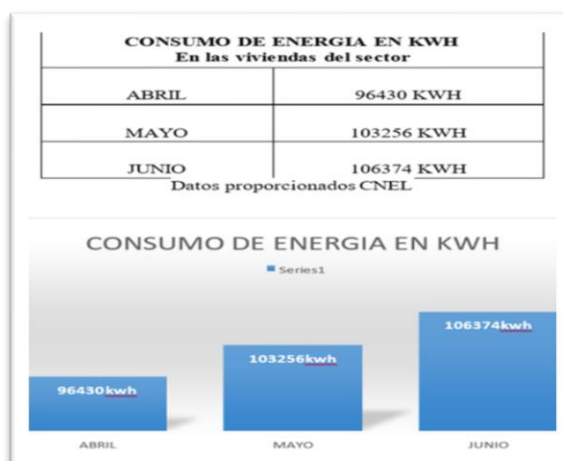 CONSUMO DE ENERGIA EN KWH
En las viviendas del sector
ABRIL 96430 KWH
MAYO 103256 KWH
JUNIO 106374 KWH
Datos proporcionados CNEL
CONSUMO DE ENERGIA EN KWH
Series1
96430kwh
103256kwh
106374kwh
ABRIL MAYO JUNIO